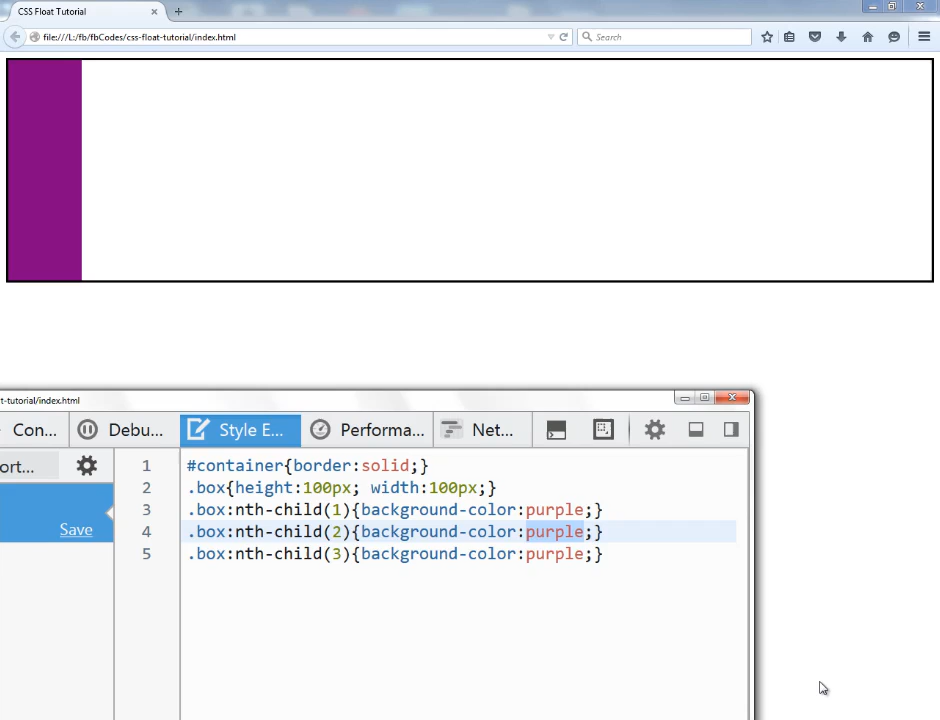 CSS Float Tutorial
file:///L:/fb/fbCodes/css-float-tutorial/index.html
Search
t-tutorial/index.html
Con...
Debu...
Style E...
Performa...
Net...
ort...
Save
1 #container{border:solid;}
2 .box{height:100px; width:100px;}
3 .box:nth-child(1){background-color:purple;}
4 .box:nth-child(2){background-color:purple;}
5 .box:nth-child(3){background-color:purple;}